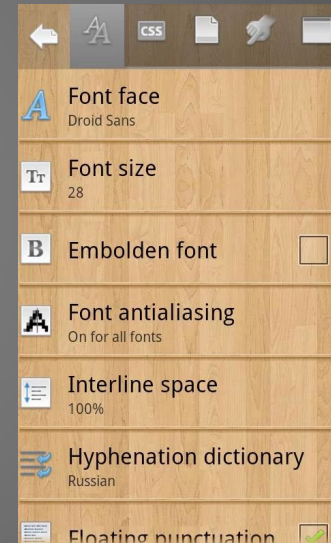 CSS
Font face
Droid Sans
Font size
28
Embolden font
Font antialiasing
On for all fonts
Interline space
100%
Hyphenation dictionary
Russian
Floating punctuation